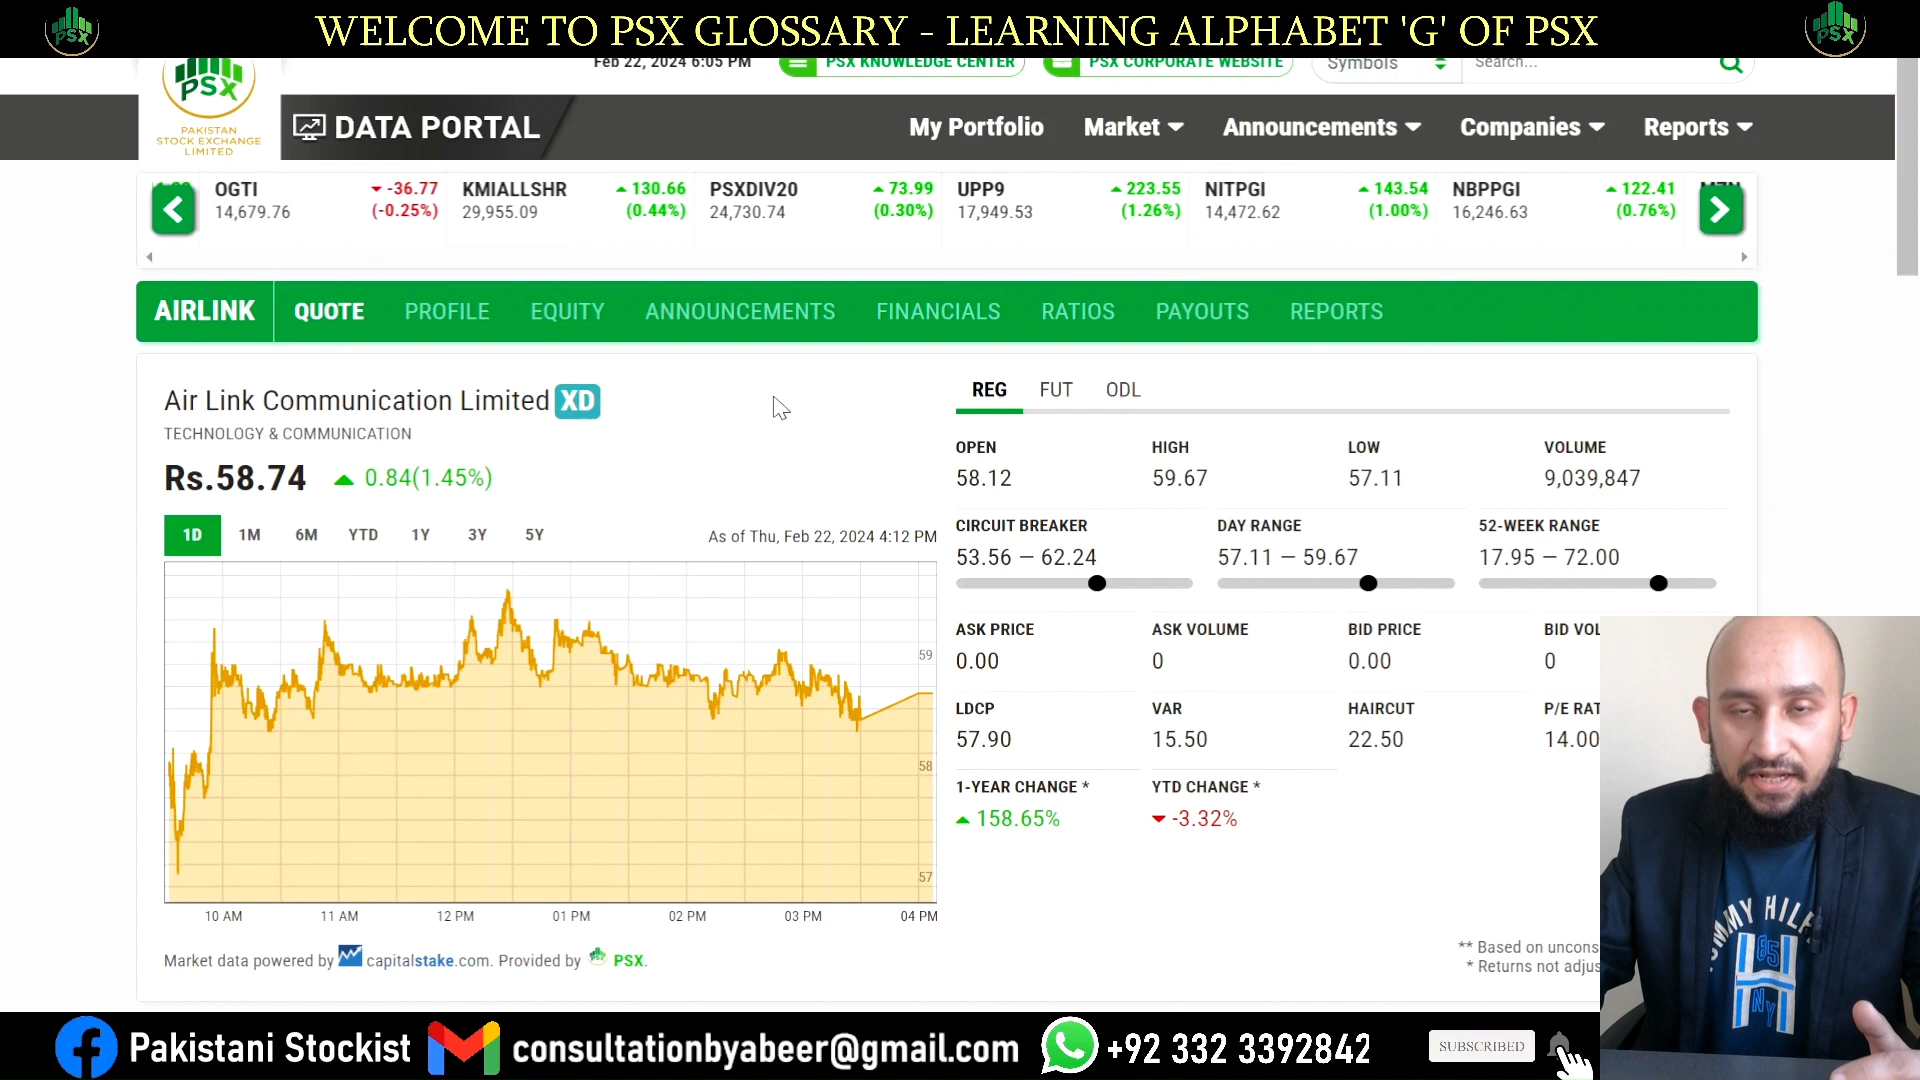 WELCOME TO PSX GLOSSARY - LEARNING ALPHABET 'G' OF PSX
PSX
PSX
Feb 22, 2024 6:05 PM
PSX KNOWLEDGE CENTER
PSX CORPORATE WEBSITE
Symbols
Search...
PSX
PAKISTAN
STOCK EXCHANGE
LIMITED
DATA PORTAL
My Portfolio
Market
Announcements
Companies
Reports
OGTI -36.77
14,679.76 (-0.25%)
KMIALLSHR 130.66
29,955.09 (0.44%)
PSXDIV20 73.99
24,730.74 (0.30%)
UPP9 223.55
17,949.53 (1.26%)
NITPGI 143.54
14,472.62 (1.00%)
NBPPGI 122.41
16,246.63 (0.76%)
AIRLINK QUOTE PROFILE EQUITY ANNOUNCEMENTS FINANCIALS RATIOS PAYOUTS REPORTS
Air Link Communication Limited XD
TECHNOLOGY & COMMUNICATION
Rs.58.74 0.84(1.45%)
1D 1M 6M YTD 1Y 3Y 5Y
As of Thu, Feb 22, 2024 4:12 PM
59
58
57
10 AM 11 AM 12 PM 01 PM 02 PM 03 PM 04 PM
Market data powered by capitalstake.com. Provided by PSX.
REG FUT ODL
OPEN HIGH LOW VOLUME
58.12 59.67 57.11 9,039,847
CIRCUIT BREAKER DAY RANGE 52-WEEK RANGE
53.56 — 62.24 57.11 — 59.67 17.95 — 72.00
ASK PRICE ASK VOLUME BID PRICE BID VOL
0.00 0 0.00 0
LDCP VAR HAIRCUT P/E RAT
57.90 15.50 22.50 14.00
1-YEAR CHANGE * YTD CHANGE *
158.65% -3.32%
** Based on uncons
* Returns not adjus
85
NY
Pakistani Stockist
consultationbyabeer@gmail.com
+92 332 3392842
SUBSCRIBED